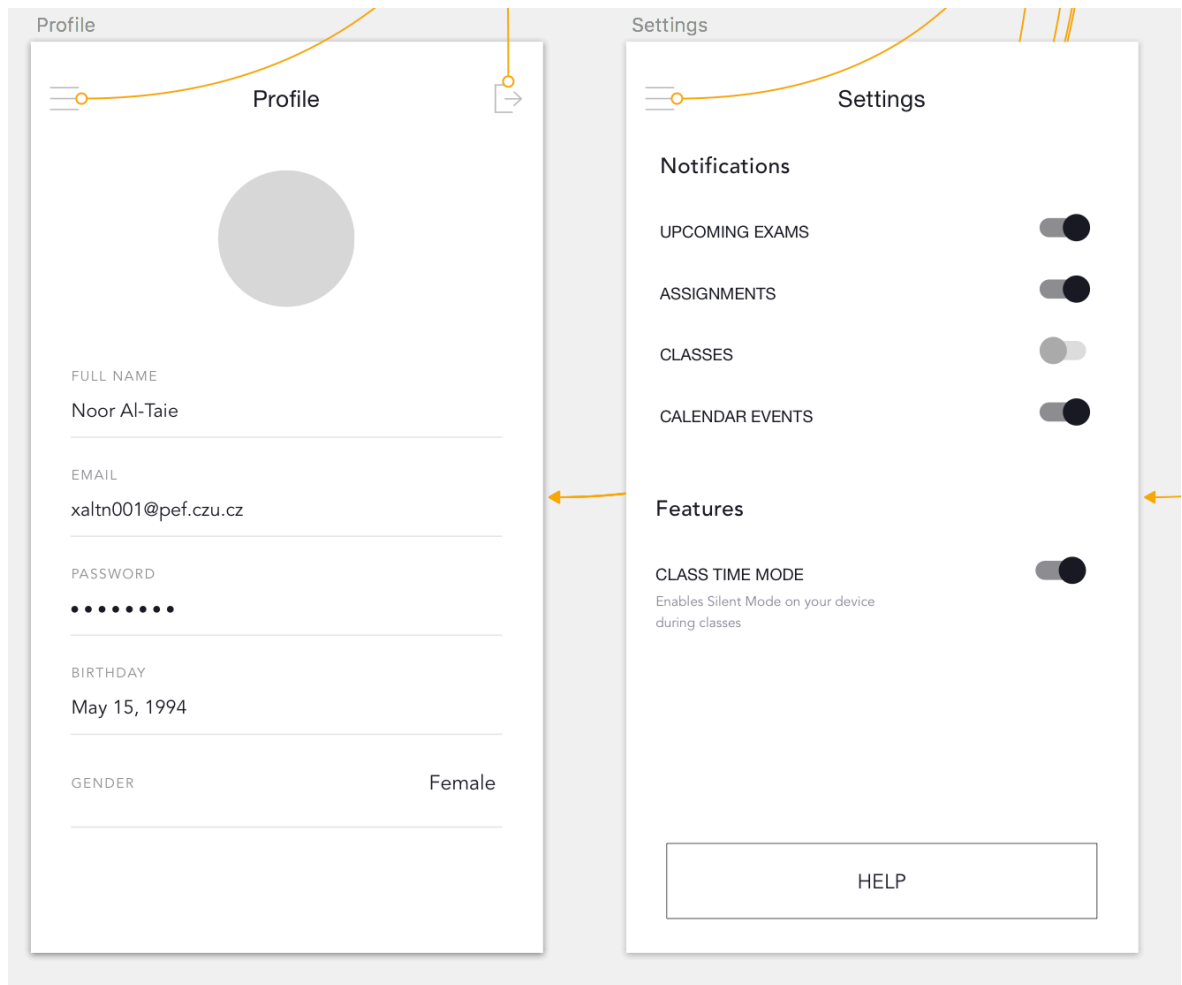 Profile
Profile
FULL NAME
Noor Al-Taie
EMAIL
xaltn001@pef.czu.cz
PASSWORD
••••••••
BIRTHDAY
May 15, 1994
GENDER
Female
Settings
Settings
Notifications
UPCOMING EXAMS
ASSIGNMENTS
CLASSES
CALENDAR EVENTS
Features
CLASS TIME MODE
Enables Silent Mode on your device
during classes
HELP